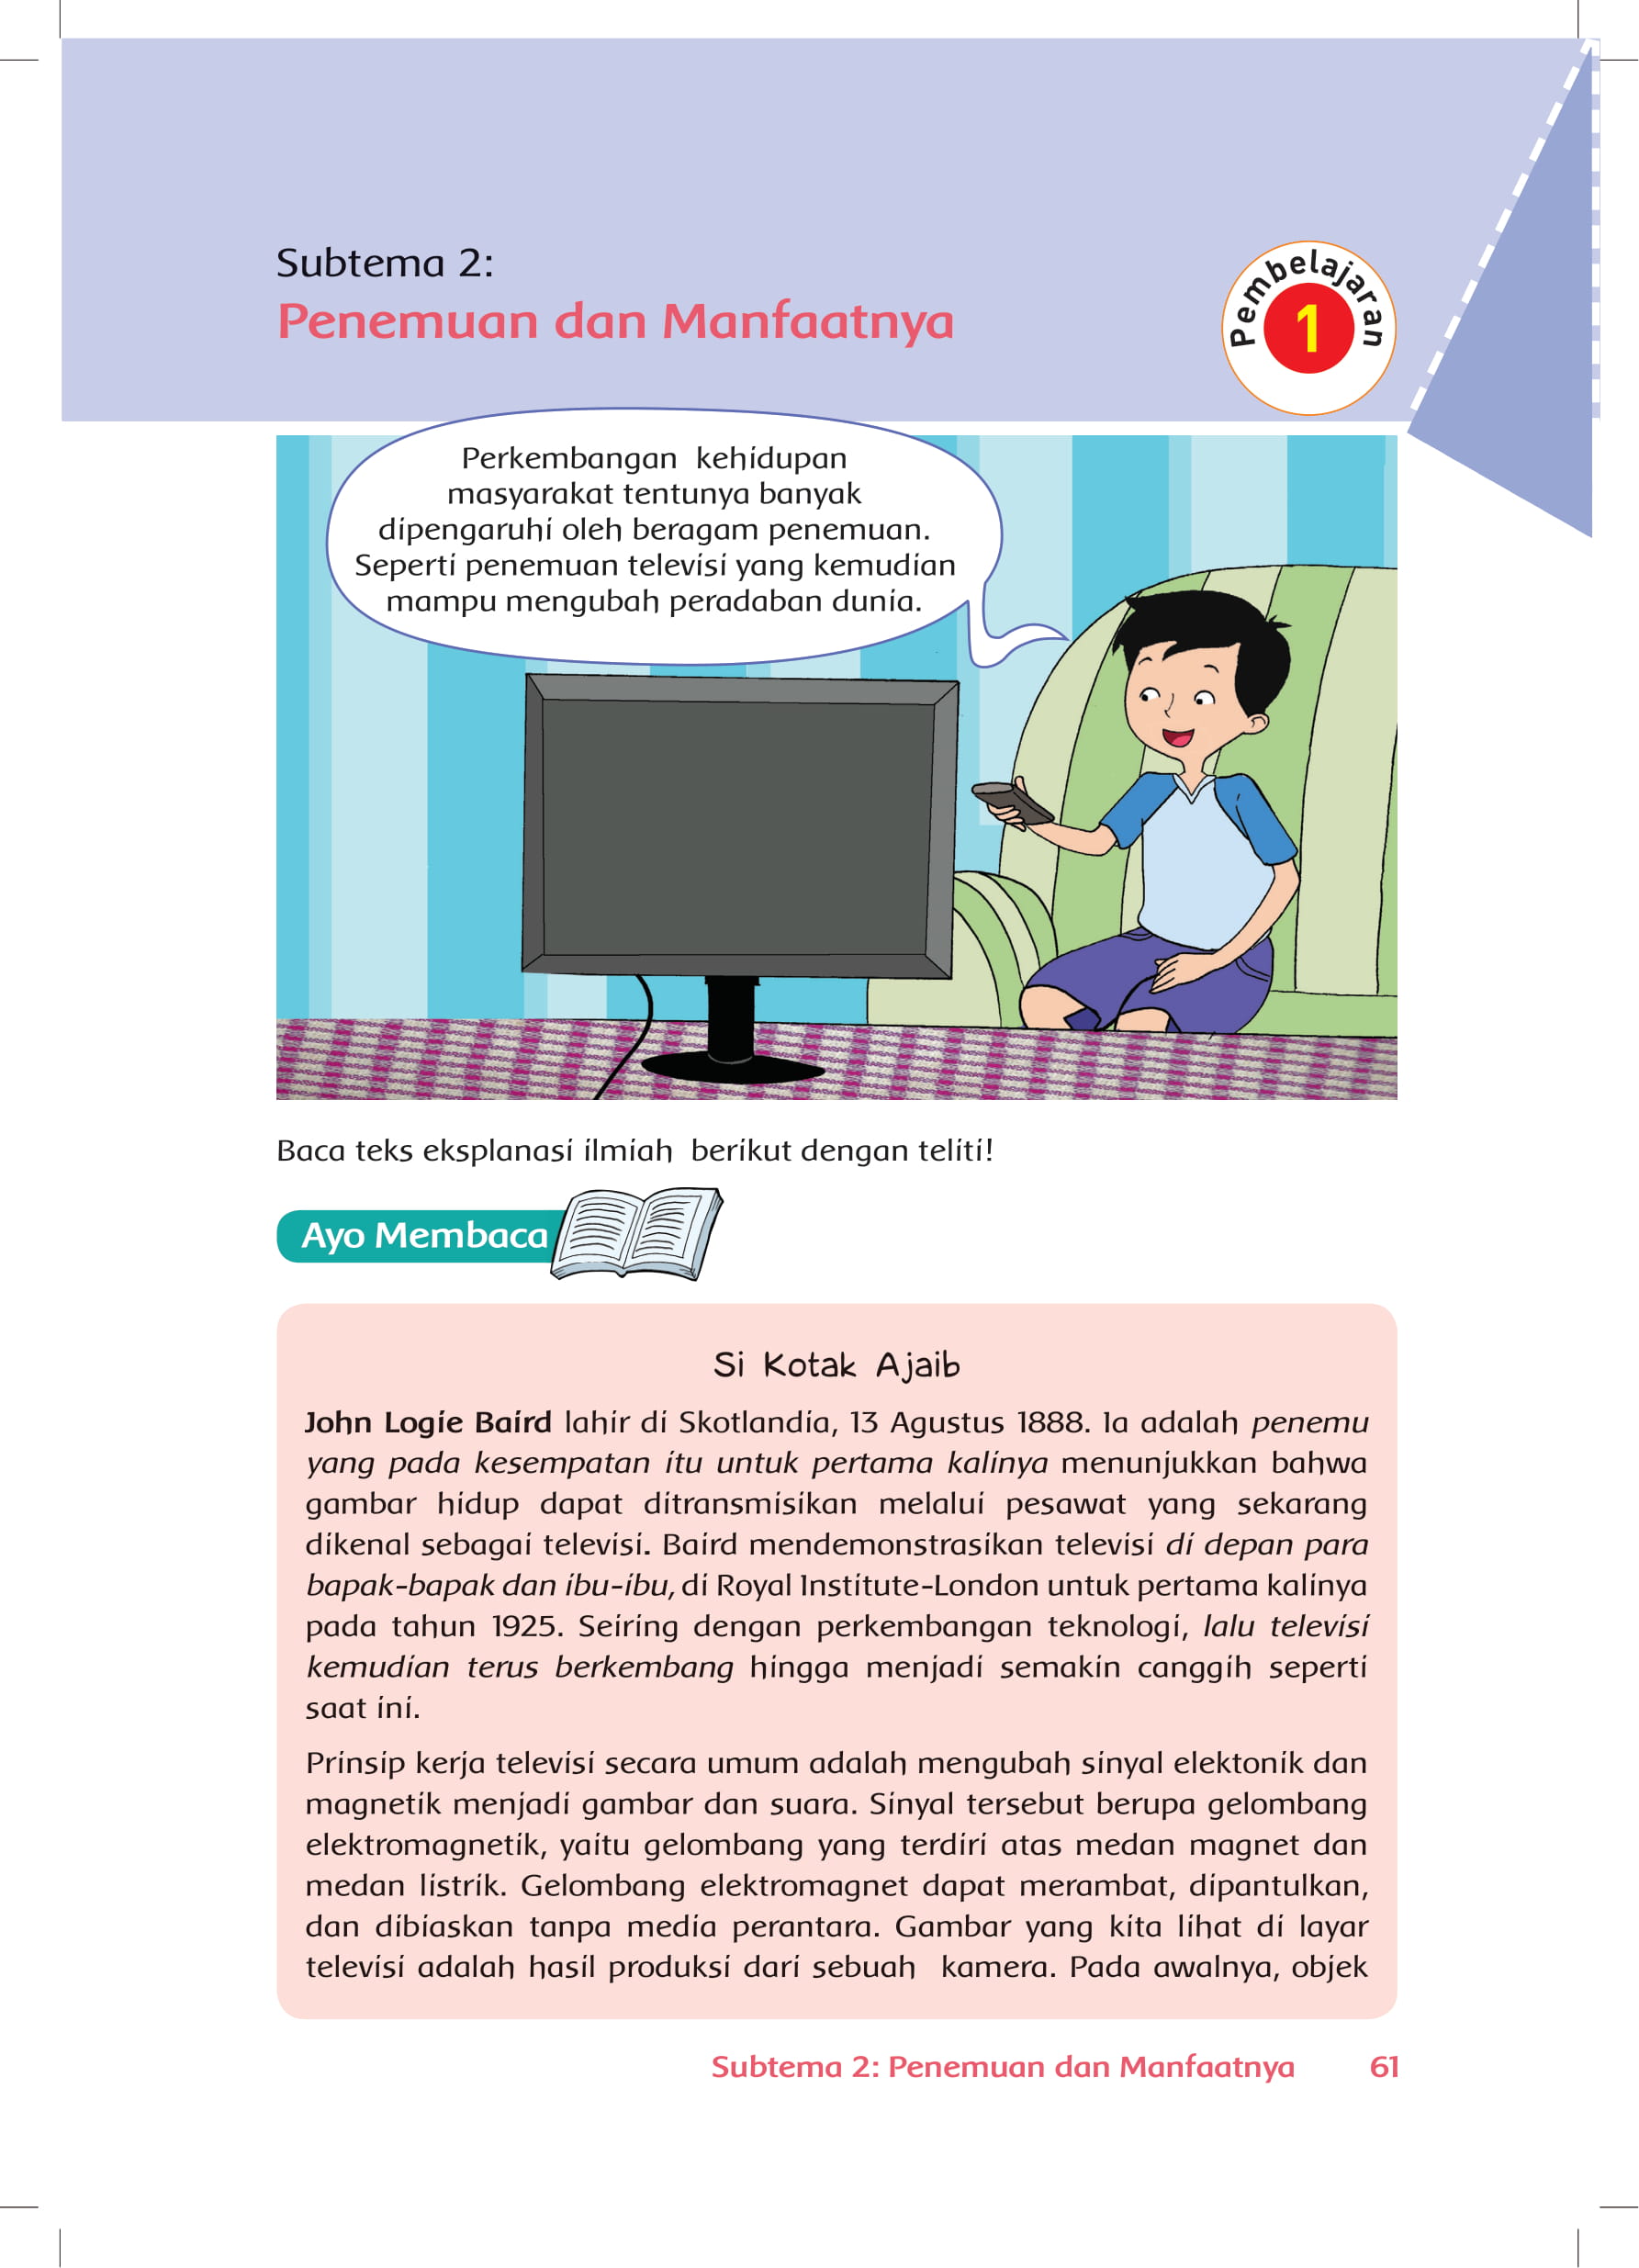 Subtema 2:
Penemuan dan Manfaatnya
Pembelajaran
1
Perkembangan kehidupan
masyarakat tentunya banyak
dipengaruhi oleh beragam penemuan.
Seperti penemuan televisi yang kemudian
mampu mengubah peradaban dunia.
Baca teks eksplanasi ilmiah berikut dengan teliti!
Ayo Membaca
Si Kotak Ajaib
John Logie Baird lahir di Skotlandia, 13 Agustus 1888. Ia adalah penemu
yang pada kesempatan itu untuk pertama kalinya menunjukkan bahwa
gambar hidup dapat ditransmisikan melalui pesawat yang sekarang
dikenal sebagai televisi. Baird mendemonstrasikan televisi di depan para
bapak-bapak dan ibu-ibu, di Royal Institute-London untuk pertama kalinya
pada tahun 1925. Seiring dengan perkembangan teknologi, lalu televisi
kemudian terus berkembang hingga menjadi semakin canggih seperti
saat ini.
Prinsip kerja televisi secara umum adalah mengubah sinyal elektonik dan
magnetik menjadi gambar dan suara. Sinyal tersebut berupa gelombang
elektromagnetik, yaitu gelombang yang terdiri atas medan magnet dan
medan listrik. Gelombang elektromagnet dapat merambat, dipantulkan,
dan dibiaskan tanpa media perantara. Gambar yang kita lihat di layar
televisi adalah hasil produksi dari sebuah kamera. Pada awalnya, objek
Subtema 2: Penemuan dan Manfaatnya 61